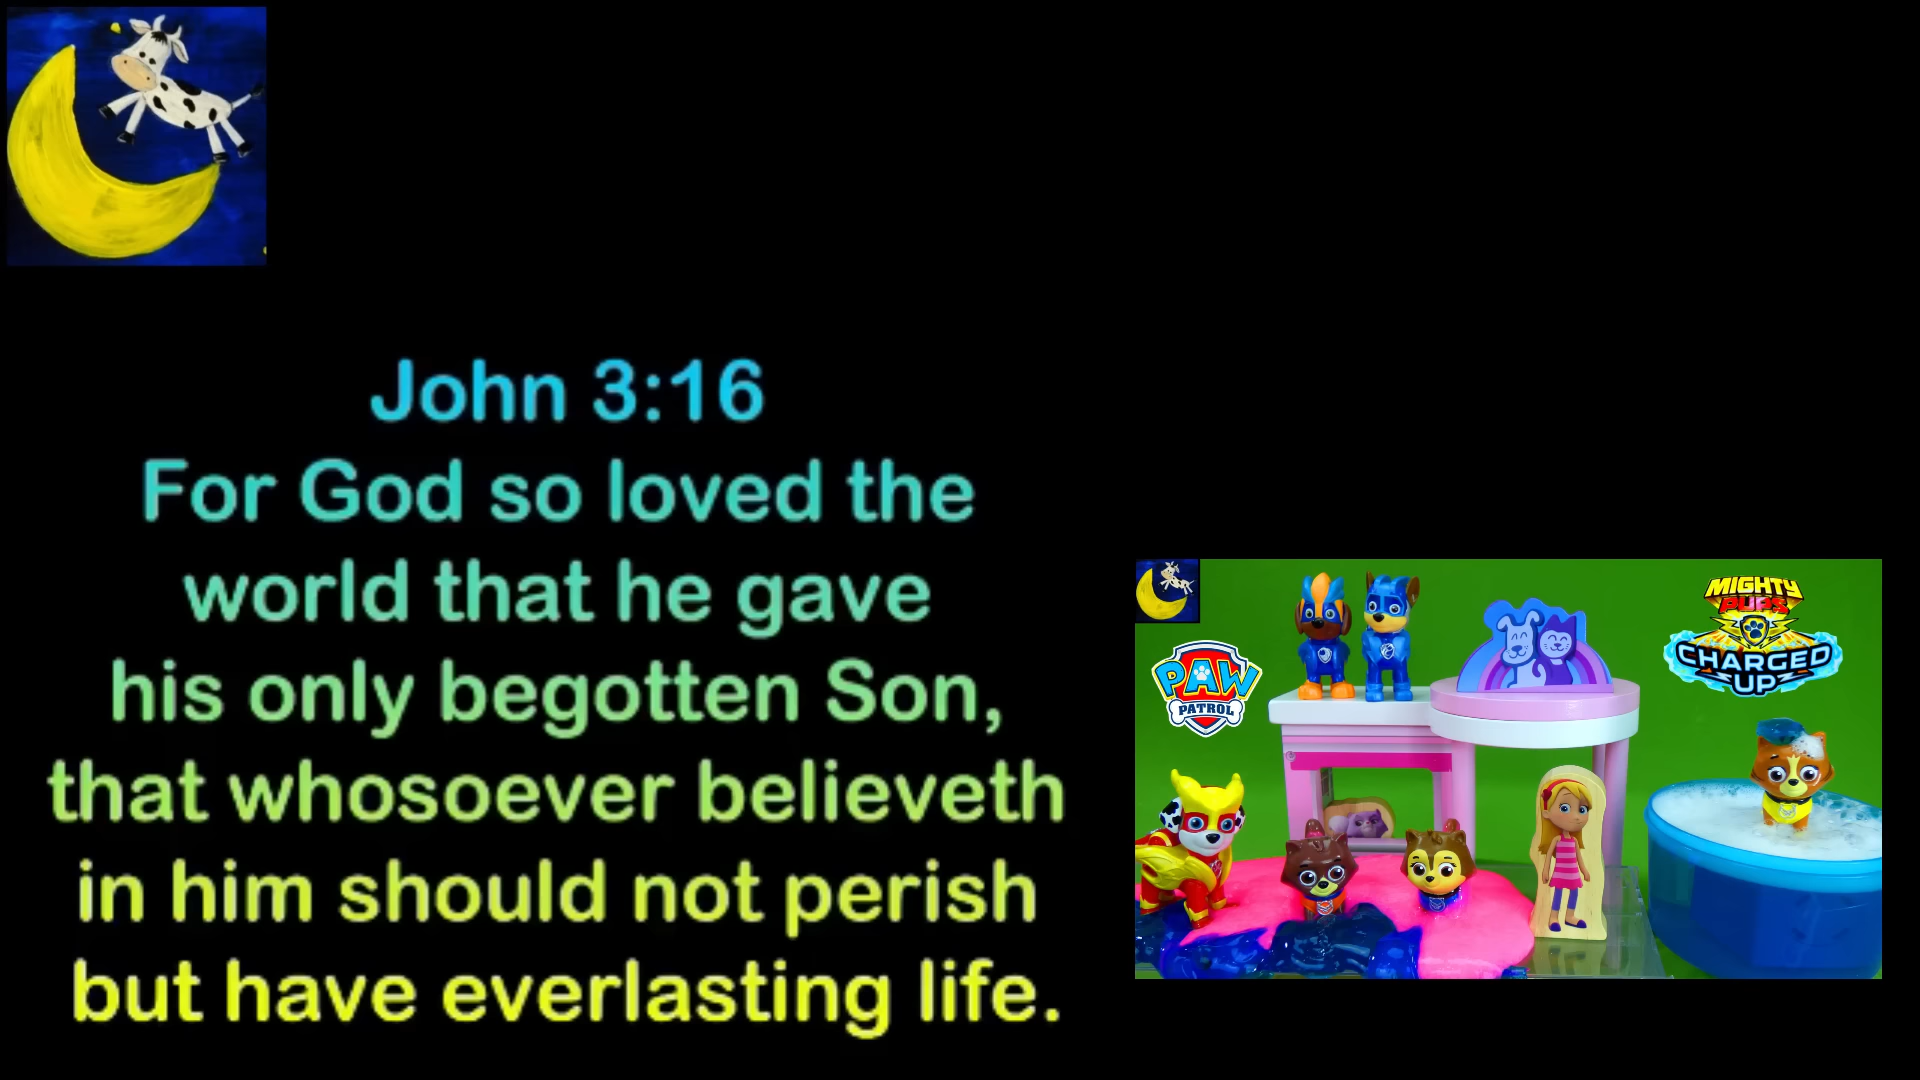 John 3:16
For God so loved the
world that he gave
his only begotten Son,
that whosoever believeth
in him should not perish
but have everlasting life.
PAW
PATROL
MIGHTY
PUPS
CHARGED
UP